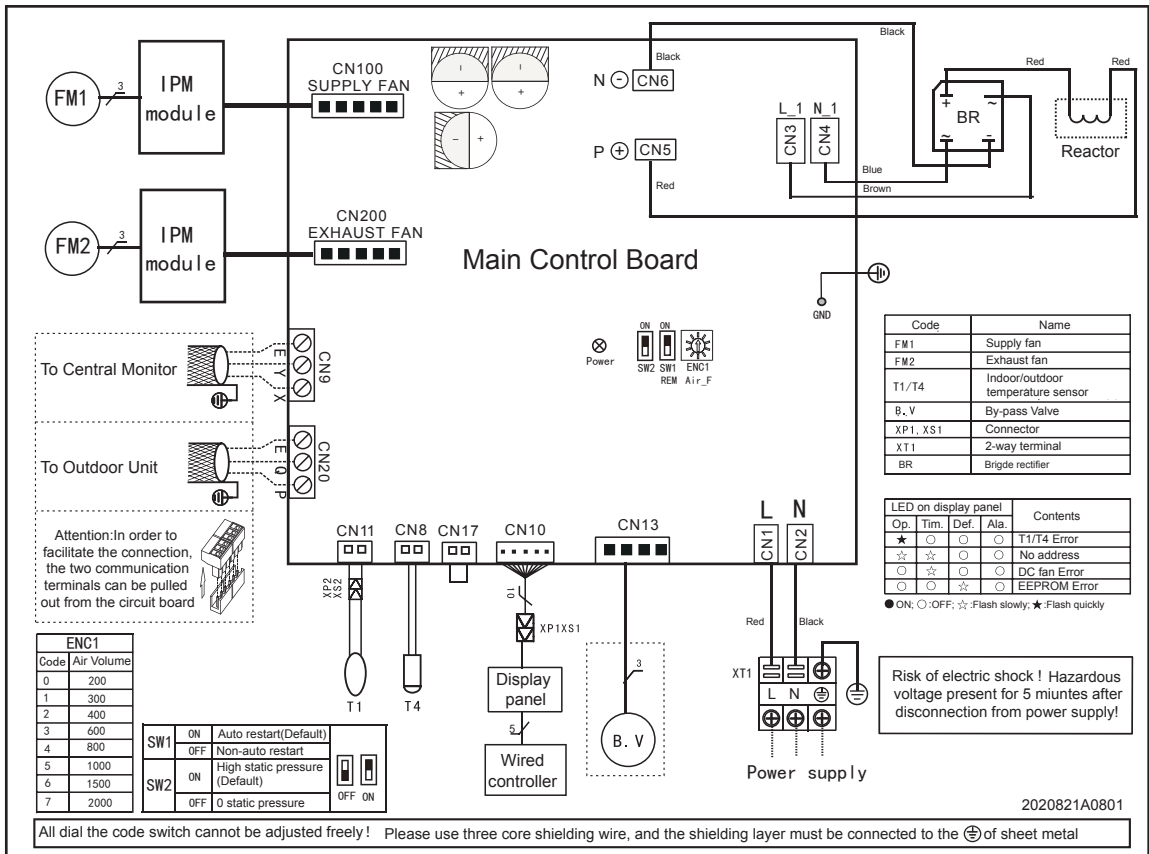 FM1
3
IPM
module
CN100
SUPPLY FAN
FM2
3
IPM
module
CN200
EXHAUST FAN
Main Control Board
N
CN6
Black
P
CN5
Red
L_1 N_1
CN3
CN4
Black
Blue
Brown
+ ~
BR
~ -
Red
Red
Reactor
GND
Power
ON ON
SW2 SW1 ENC1
REM Air_F
To Central Monitor
E Y X
CN9
To Outdoor Unit
E Q P
CN20
Attention:In order to
facilitate the connection,
the two communication
terminals can be pulled
out from the circuit board
CN11
CN8
CN17
CN10
CN13
XP2
XS2
T1
T4
10
XP1XS1
Display
panel
5
Wired
controller
3
B. V
L N
CN1
CN2
Red
Black
XT1
L N
Power supply
Code Name
FM1 Supply fan
FM2 Exhaust fan
T1/T4 Indoor/outdoor
temperature sensor
B. V By-pass Valve
XP1, XS1 Connector
XT1 2-way terminal
BR Brigde rectifier
LED on display panel Contents
Op. Tim. Def. Ala.
★ ○ ○ ○ T1/T4 Error
☆ ☆ ○ ○ No address
○ ☆ ○ ○ DC fan Error
○ ○ ☆ ○ EEPROM Error
● ON; ○ :OFF; ☆ :Flash slowly; ★ :Flash quickly
Risk of electric shock ! Hazardous
voltage present for 5 miuntes after
disconnection from power supply!
ENC1
Code Air Volume
0 200
1 300
2 400
3 600
4 800
5 1000
6 1500
7 2000
SW1 ON Auto restart(Default)
OFF Non-auto restart
SW2 ON High static pressure
(Default)
OFF 0 static pressure
OFF ON
2020821A0801
All dial the code switch cannot be adjusted freely ! Please use three core shielding wire, and the shielding layer must be connected to the ⏚ of sheet metal